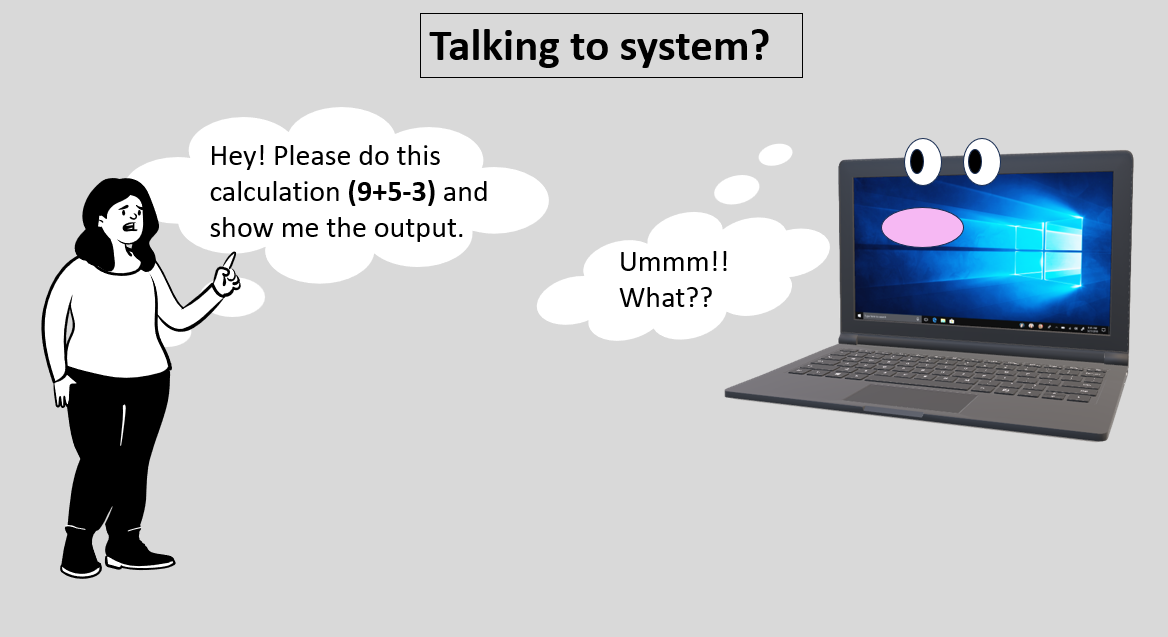 Talking to system?
Hey! Please do this
calculation (9+5-3) and
show me the output.
Ummm!!
What??